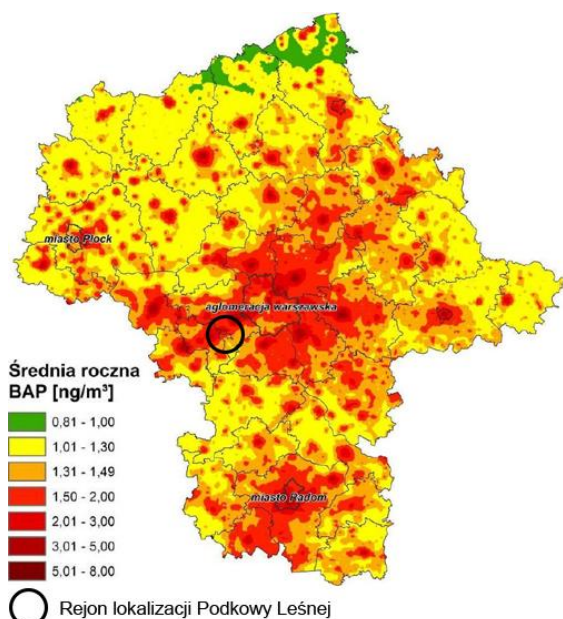 miasto Płock
aglomeracja warszawska
Średnia roczna
BAP [ng/m³]
0,81 - 1,00
1,01 - 1,30
1,31 - 1,49
1,50 - 2,00
2,01 - 3,00
3,01 - 5,00
5,01 - 8,00
miasto Radom
Rejon lokalizacji Podkowy Leśnej